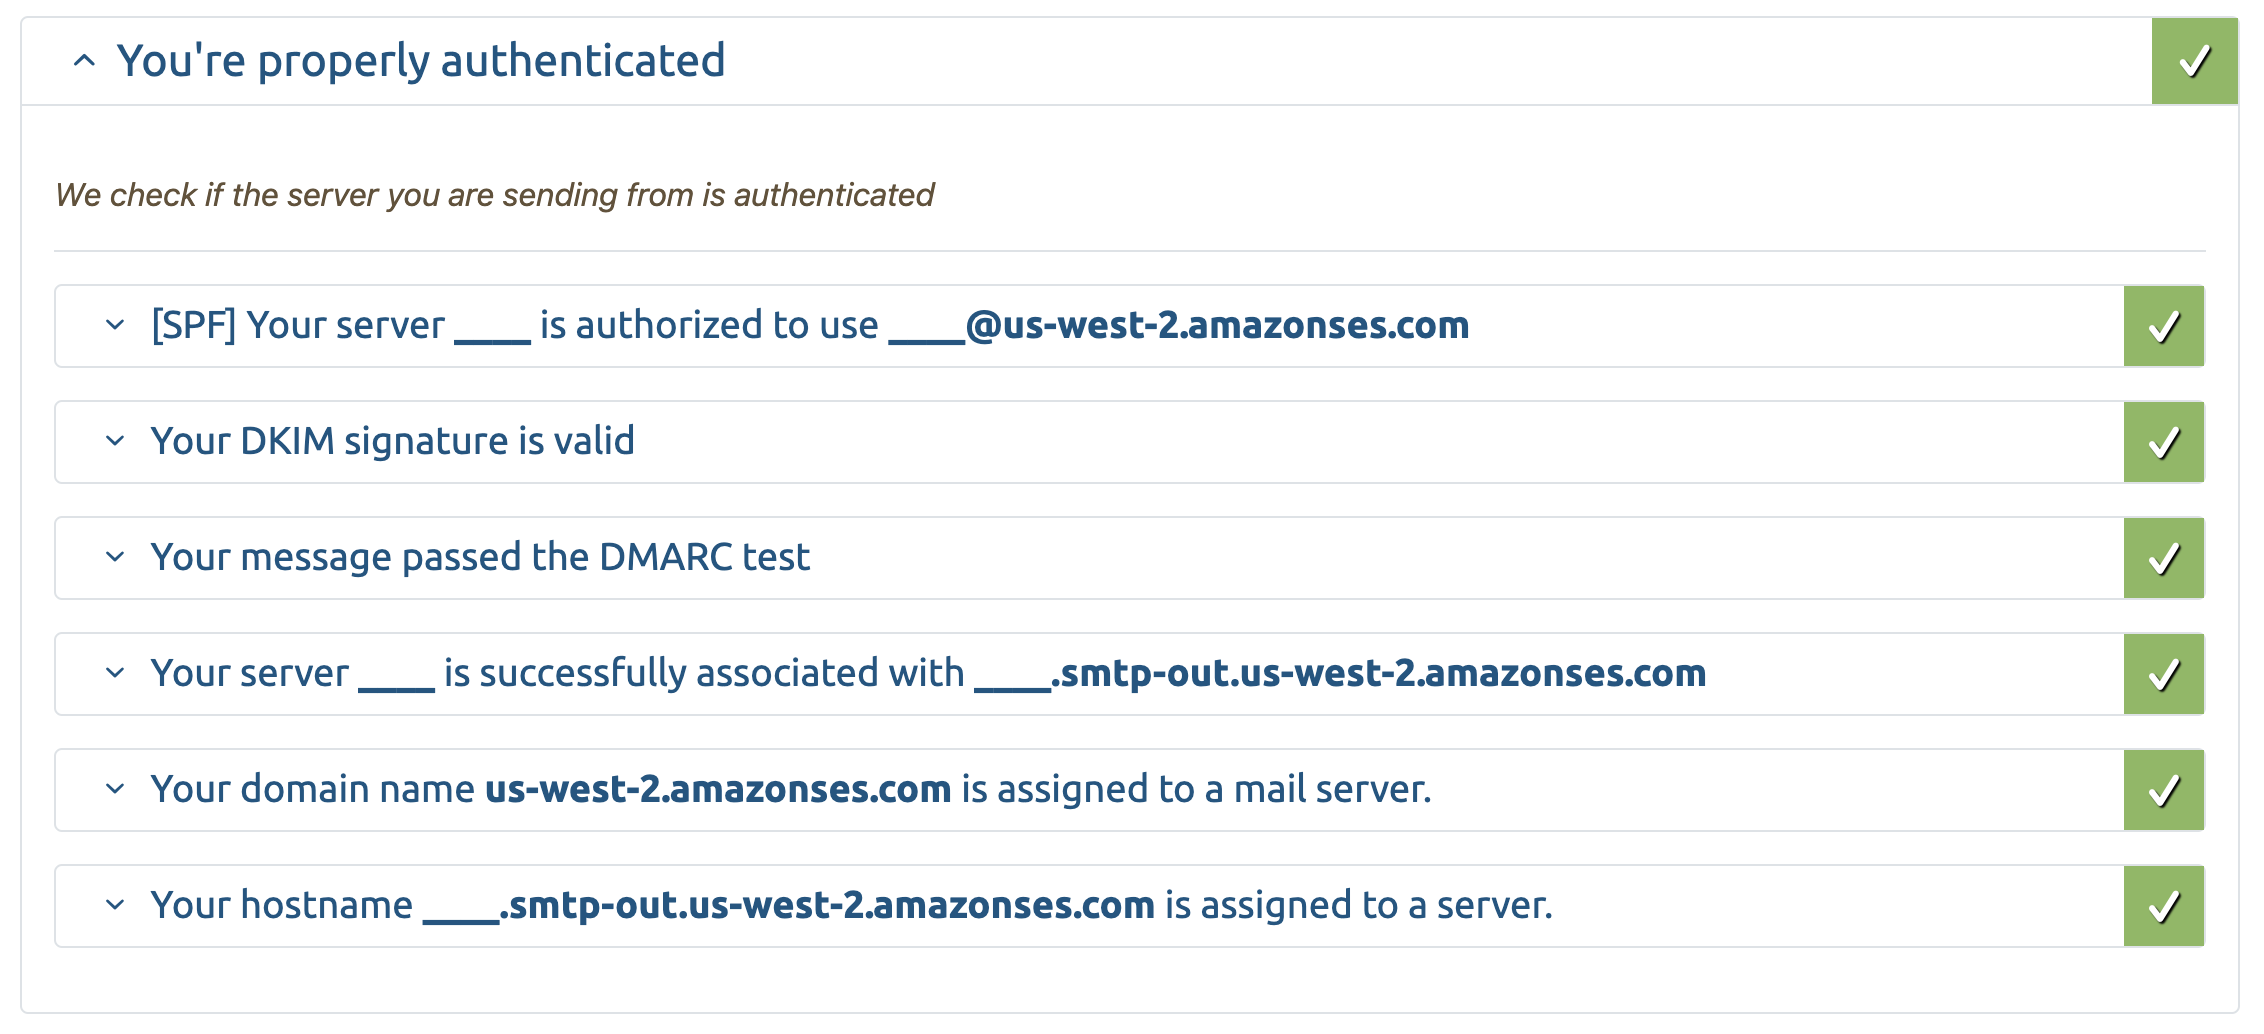 You're properly authenticated
We check if the server you are sending from is authenticated
[SPF] Your server ____ is authorized to use ____@us-west-2.amazonses.com
Your DKIM signature is valid
Your message passed the DMARC test
Your server ____ is successfully associated with ____.smtp-out.us-west-2.amazonses.com
Your domain name us-west-2.amazonses.com is assigned to a mail server.
Your hostname ____.smtp-out.us-west-2.amazonses.com is assigned to a server.